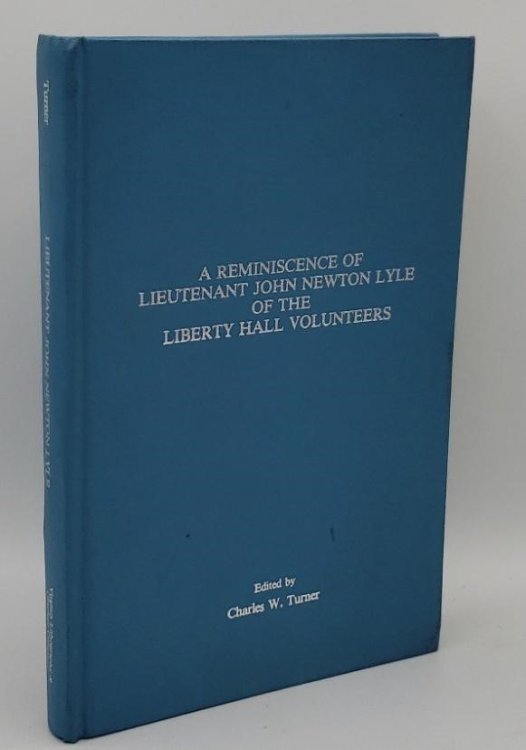 A REMINISCENCE OF
LIEUTENANT JOHN NEWTON LYLE
OF THE
LIBERTY HALL VOLUNTEERS
Edited by
Charles W. Turner
Turner
LIEUTENANT JOHN NEWTON LYLE